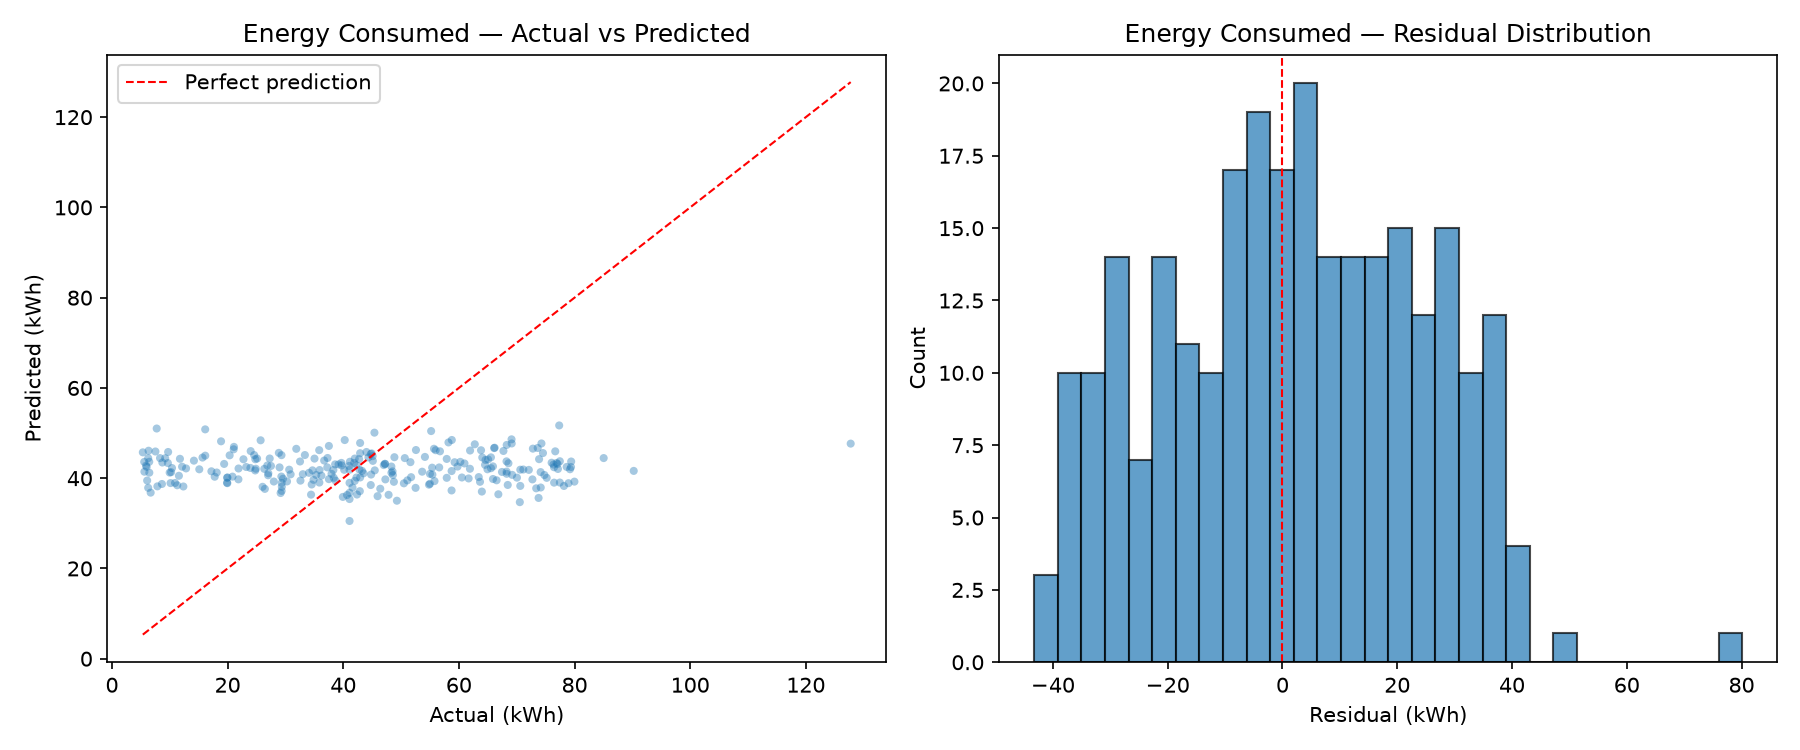 Energy Consumed — Actual vs Predicted
Perfect prediction
120
100
80
60
40
20
0
Predicted (kWh)
0 20 40 60 80 100 120
Actual (kWh)
Energy Consumed — Residual Distribution
20.0
17.5
15.0
12.5
10.0
7.5
5.0
2.5
0.0
Count
−40 −20 0 20 40 60 80
Residual (kWh)